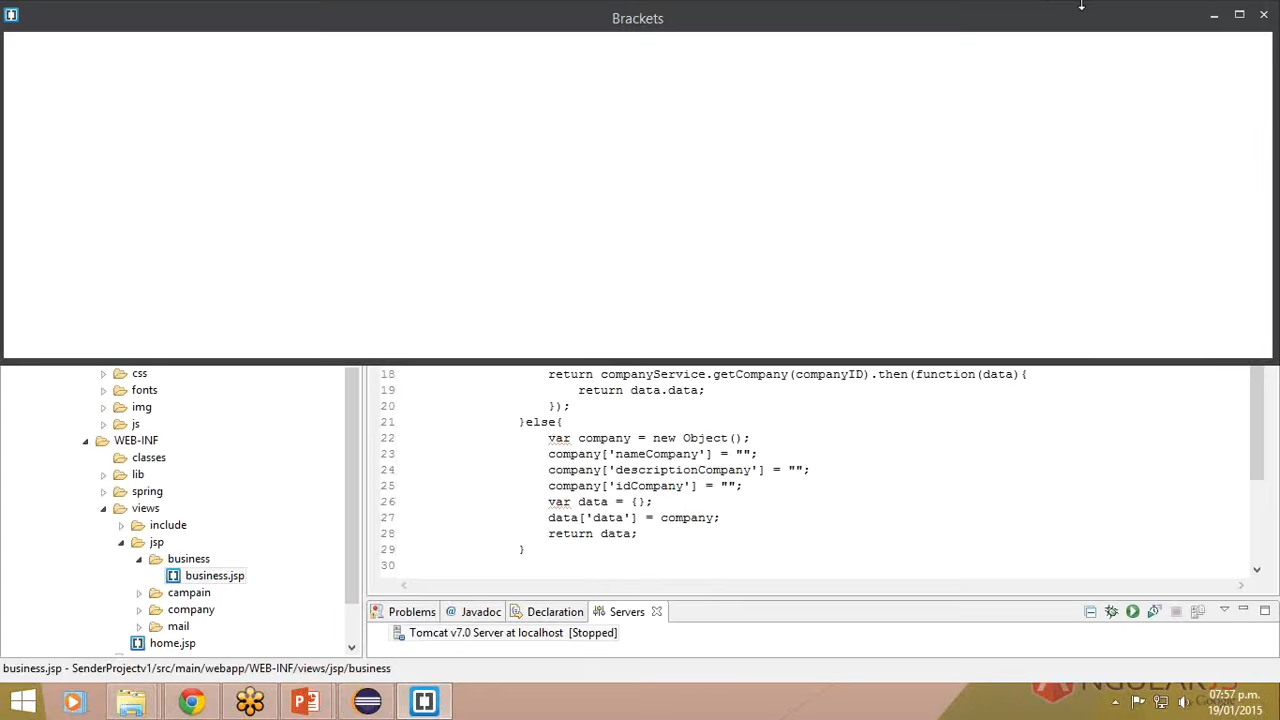 Brackets
css
fonts
img
js
WEB-INF
classes
lib
spring
views
include
jsp
business
business.jsp
campain
company
mail
home.jsp
18 return companyService.getCompany(companyID).then(function(data){
19 return data.data;
20 });
21 }else{
22 var company = new Object();
23 company['nameCompany'] = "";
24 company['descriptionCompany'] = "";
25 company['idCompany'] = "";
26 var data = {};
27 data['data'] = company;
28 return data;
29 }
30
Problems @ Javadoc Declaration Servers
Tomcat v7.0 Server at localhost [Stopped]
business.jsp - SenderProjectv1/src/main/webapp/WEB-INF/views/jsp/business
07:57 p.m.
19/01/2015